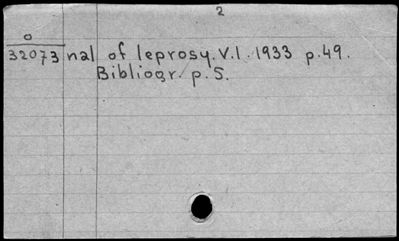 2
O
32073 nal of leprosy. V.1. 1933 p.49.
Bibliogr. p. 5.